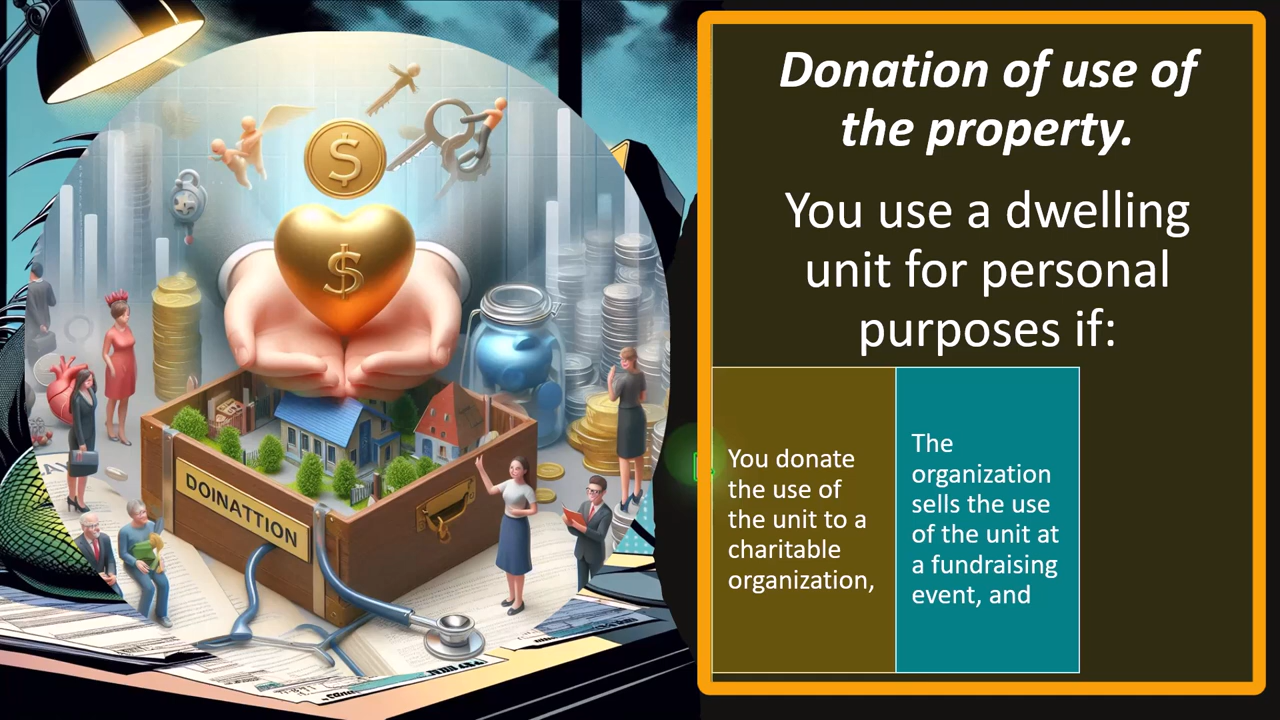 Donation of use of
the property.
You use a dwelling
unit for personal
purposes if:
You donate
the use of
the unit to a
charitable
organization,
The
organization
sells the use
of the unit at
a fundraising
event, and
$
$
DOINATTION